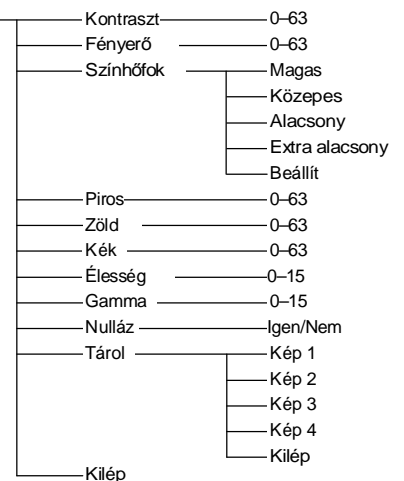 Kontraszt 0–63
Fényerő 0–63
Színhőfok Magas
Közepes
Alacsony
Extra alacsony
Beállít
Piros 0–63
Zöld 0–63
Kék 0–63
Élesség 0–15
Gamma 0–15
Nulláz Igen/Nem
Tárol Kép 1
Kép 2
Kép 3
Kép 4
Kilép
Kilép